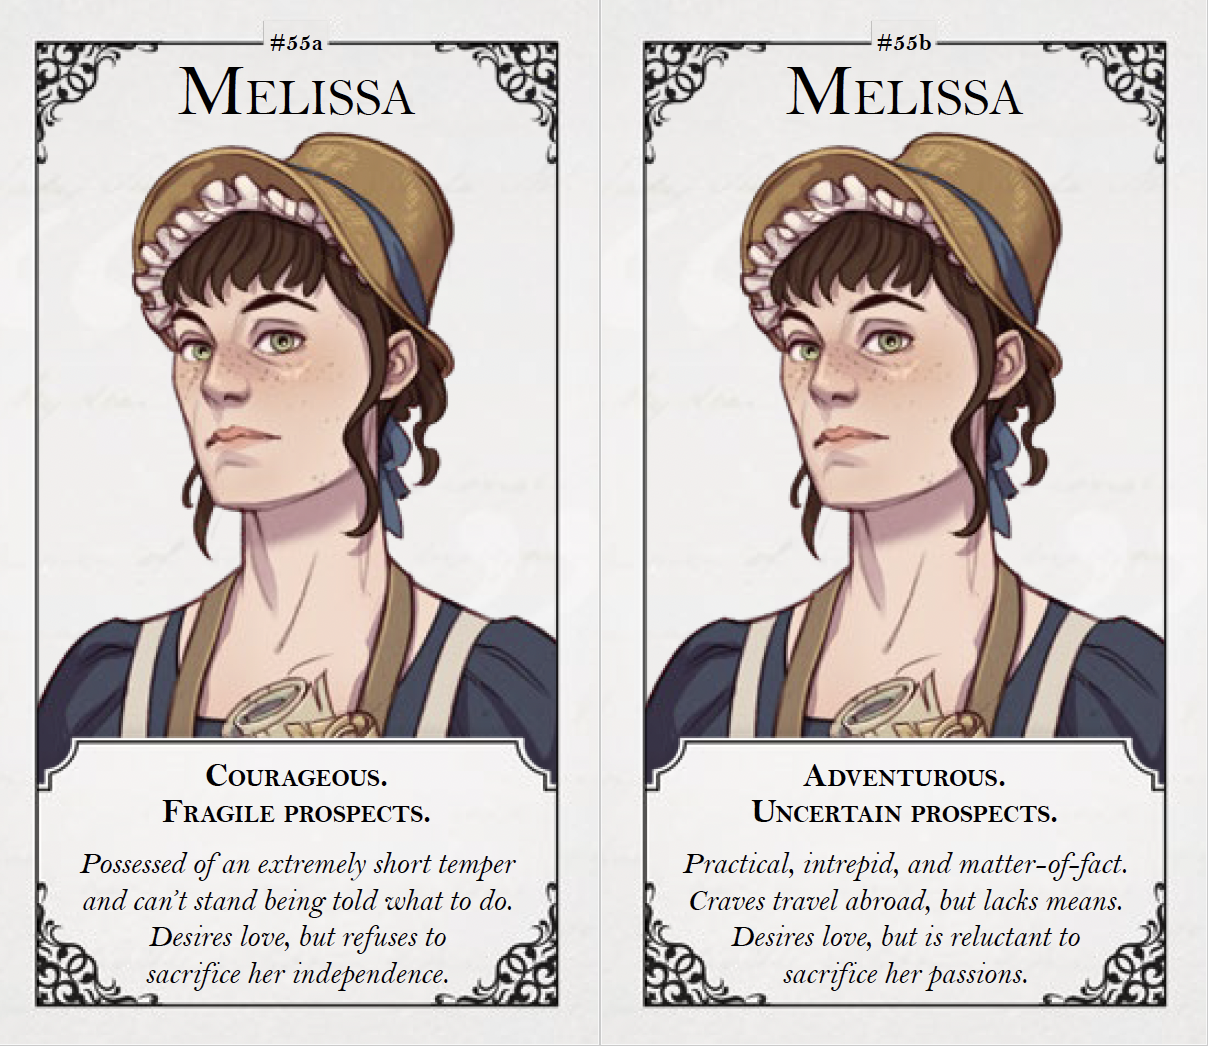 #55a
Melissa
Courageous.
Fragile prospects.
Possessed of an extremely short temper
and can't stand being told what to do.
Desires love, but refuses to
sacrifice her independence.
#55b
Melissa
Adventurous.
Uncertain prospects.
Practical, intrepid, and matter-of-fact.
Craves travel abroad, but lacks means.
Desires love, but is reluctant to
sacrifice her passions.